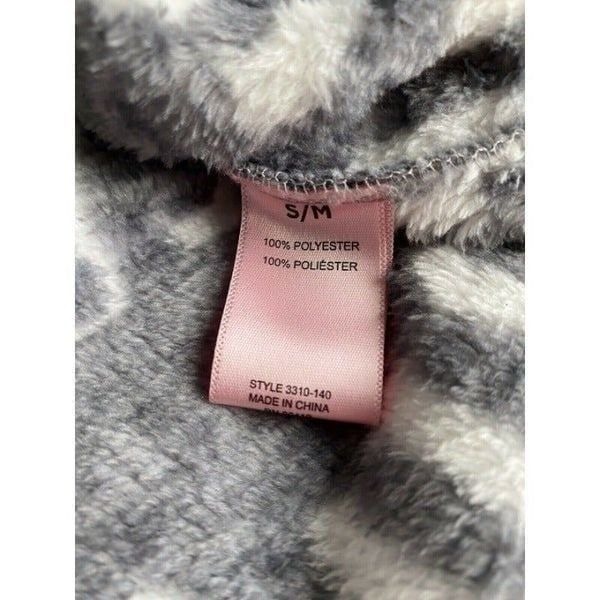 S/M
100% POLYESTER
100% POLIÉSTER
STYLE 3310-140
MADE IN CHINA